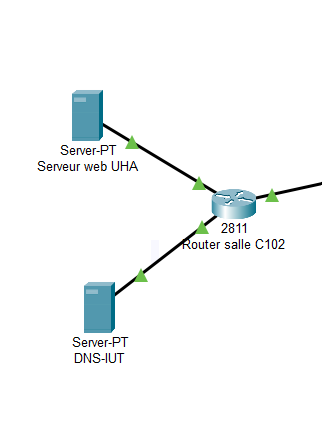 Server-PT
Serveur web UHA
2811
Router salle C102
Server-PT
DNS-IUT